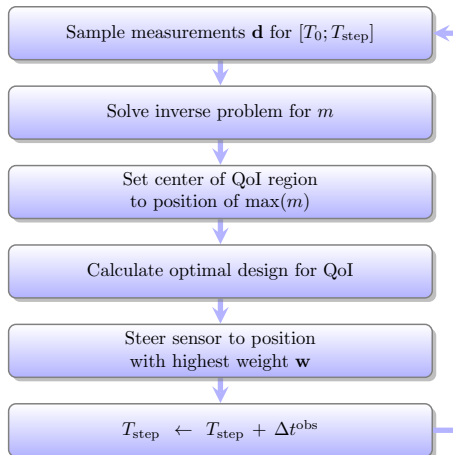 Sample measurements d for [T₀; T_step]
Solve inverse problem for m
Set center of QoI region
to position of max(m)
Calculate optimal design for QoI
Steer sensor to position
with highest weight w
T_step ← T_step + Δt^obs